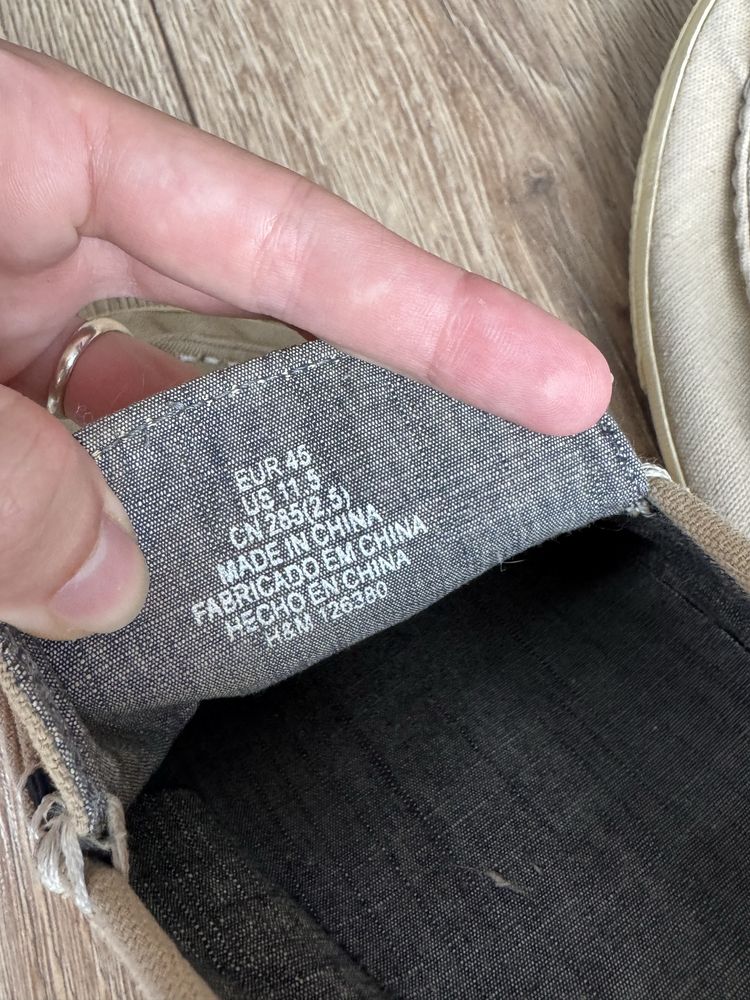 EUR 45
US 11.5
CN 285(2.5)
MADE IN CHINA
FABRICADO EM CHINA
HECHO EN CHINA
H&M 126380